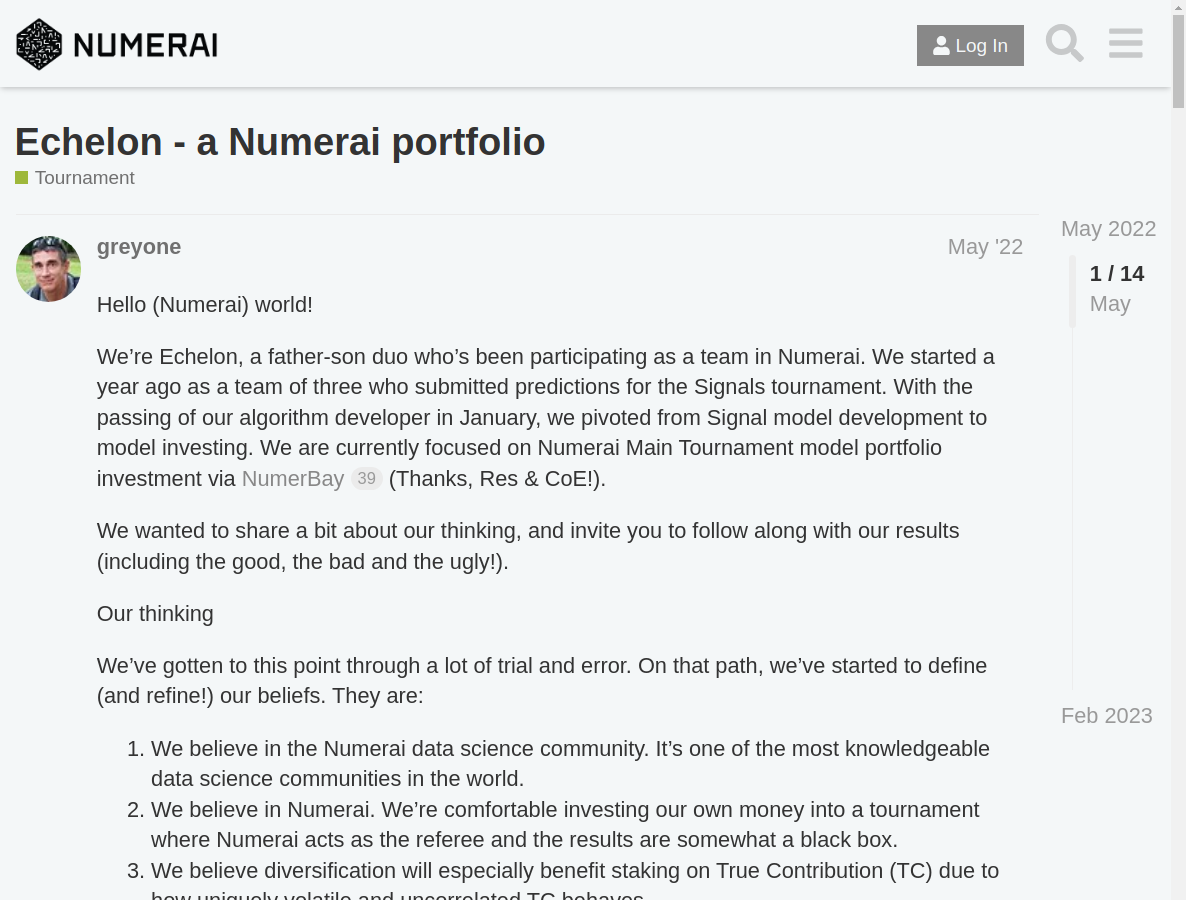 NUMERAI
Log In
Echelon - a Numerai portfolio
Tournament
greyone
May '22
May 2022
1 / 14
May
Feb 2023
Hello (Numerai) world!
We’re Echelon, a father-son duo who’s been participating as a team in Numerai. We started a
year ago as a team of three who submitted predictions for the Signals tournament. With the
passing of our algorithm developer in January, we pivoted from Signal model development to
model investing. We are currently focused on Numerai Main Tournament model portfolio
investment via NumerBay 39 (Thanks, Res & CoE!).
We wanted to share a bit about our thinking, and invite you to follow along with our results
(including the good, the bad and the ugly!).
Our thinking
We’ve gotten to this point through a lot of trial and error. On that path, we’ve started to define
(and refine!) our beliefs. They are:
1. We believe in the Numerai data science community. It’s one of the most knowledgeable
data science communities in the world.
2. We believe in Numerai. We’re comfortable investing our own money into a tournament
where Numerai acts as the referee and the results are somewhat a black box.
3. We believe diversification will especially benefit staking on True Contribution (TC) due to
how uniquely volatile and uncorrelated TC behaves.